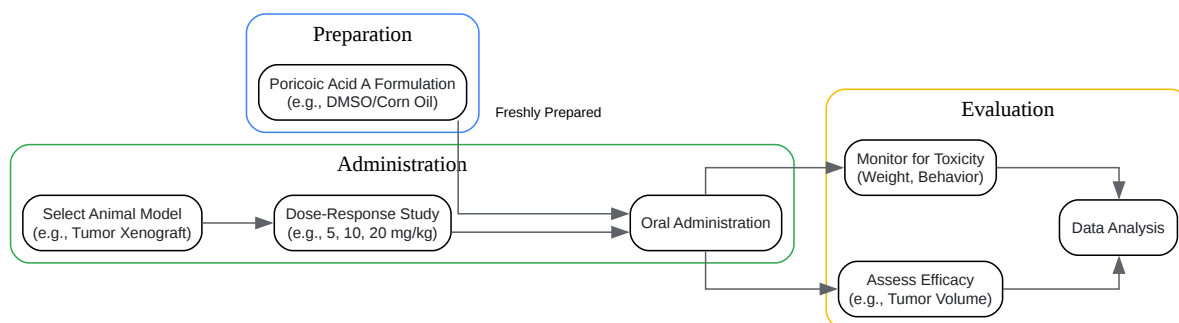 Preparation
Poricoic Acid A Formulation
(e.g., DMSO/Corn Oil)
Freshly Prepared
Administration
Select Animal Model
(e.g., Tumor Xenograft)
Dose-Response Study
(e.g., 5, 10, 20 mg/kg)
Oral Administration
Evaluation
Monitor for Toxicity
(Weight, Behavior)
Assess Efficacy
(e.g., Tumor Volume)
Data Analysis